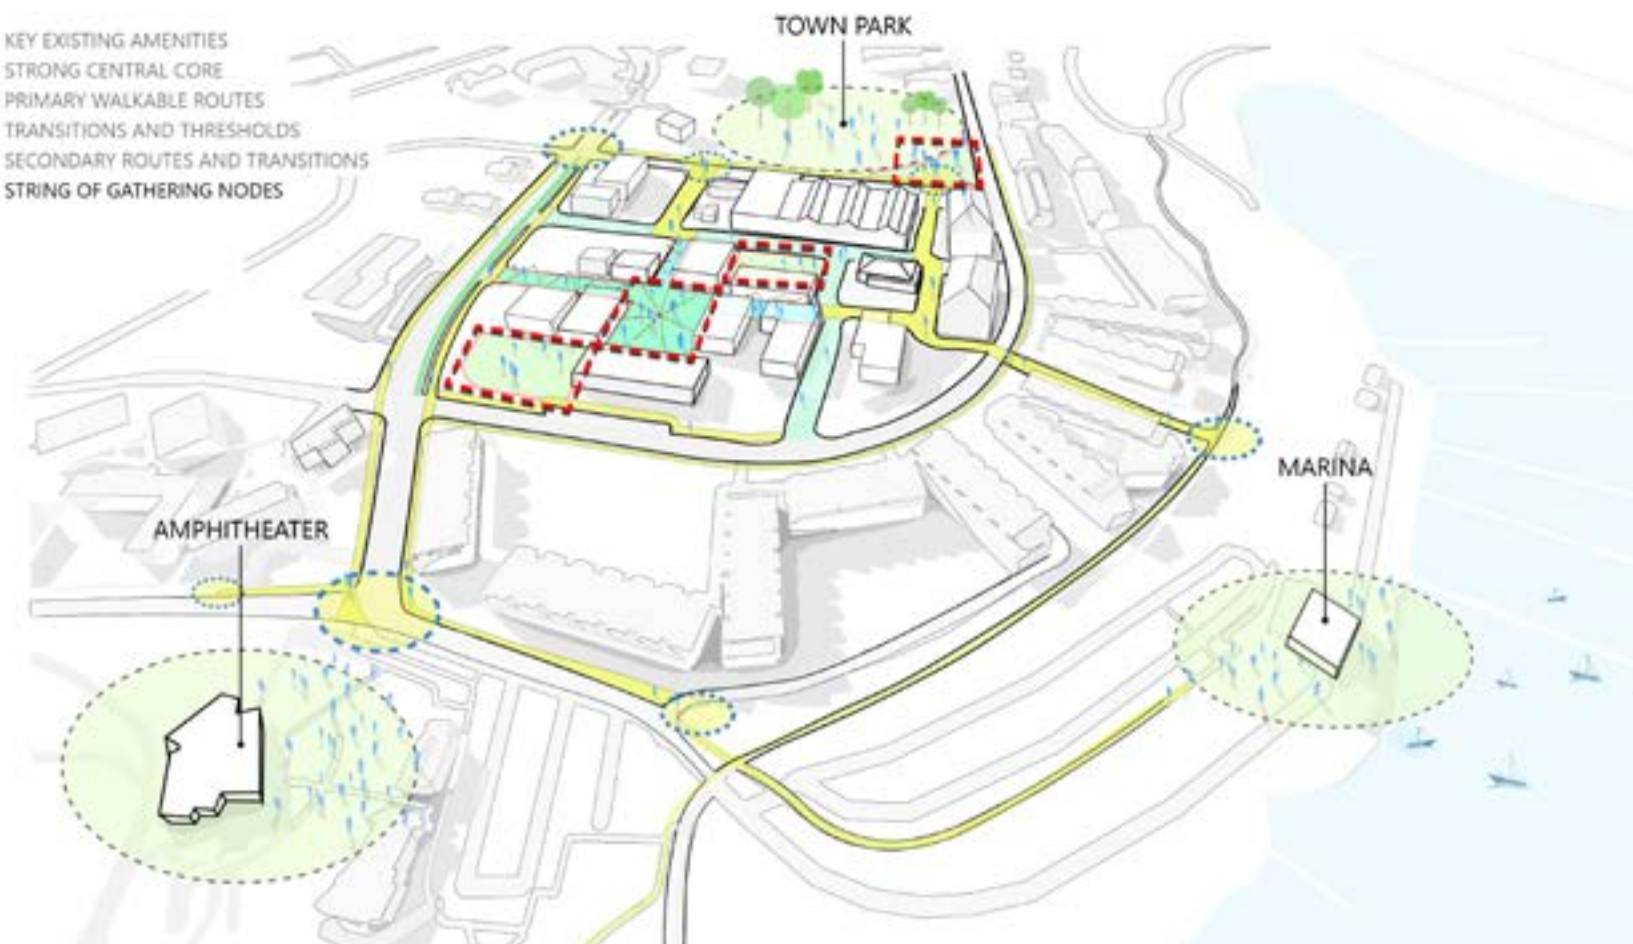 TOWN PARK
KEY EXISTING AMENITIES
STRONG CENTRAL CORE
PRIMARY WALKABLE ROUTES
TRANSITIONS AND THRESHOLDS
SECONDARY ROUTES AND TRANSITIONS
STRING OF GATHERING NODES
MARINA
AMPHITHEATER